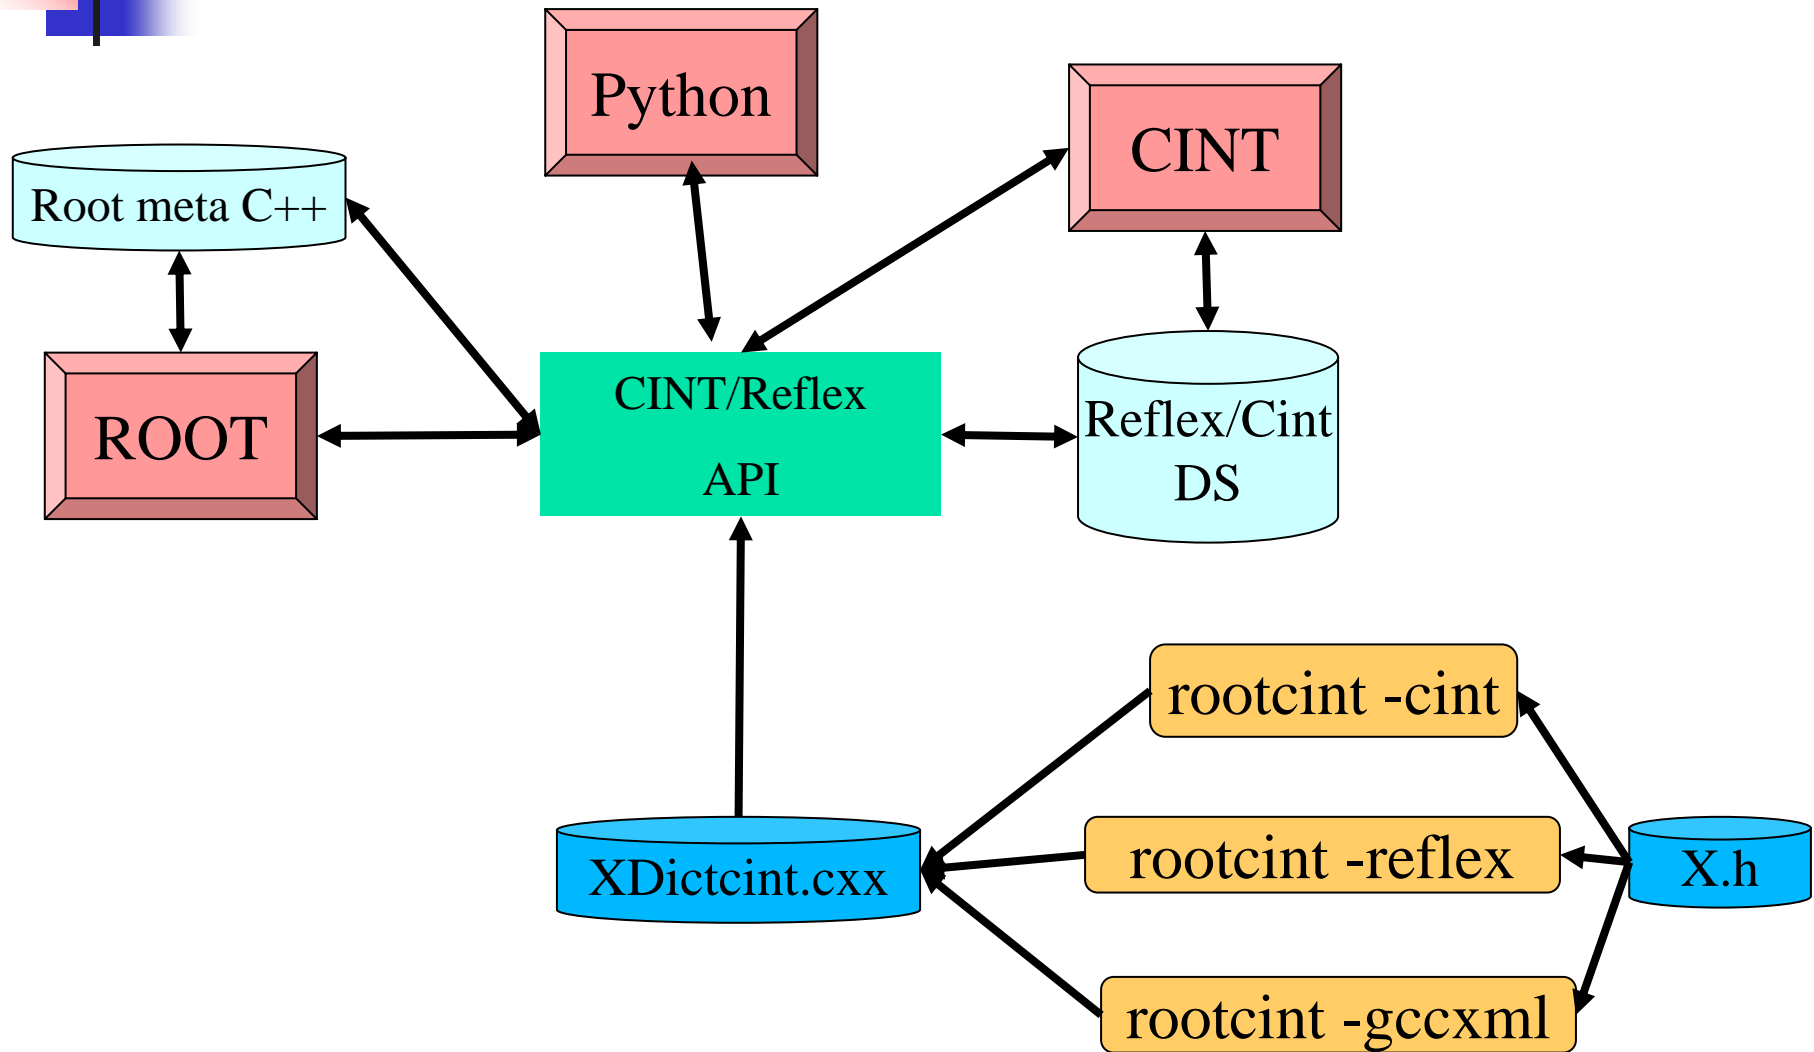 Python
CINT
Root meta C++
ROOT
CINT/Reflex
API
Reflex/Cint
DS
rootcint -cint
rootcint -reflex
XDictcint.cxx
X.h
rootcint -gccxml